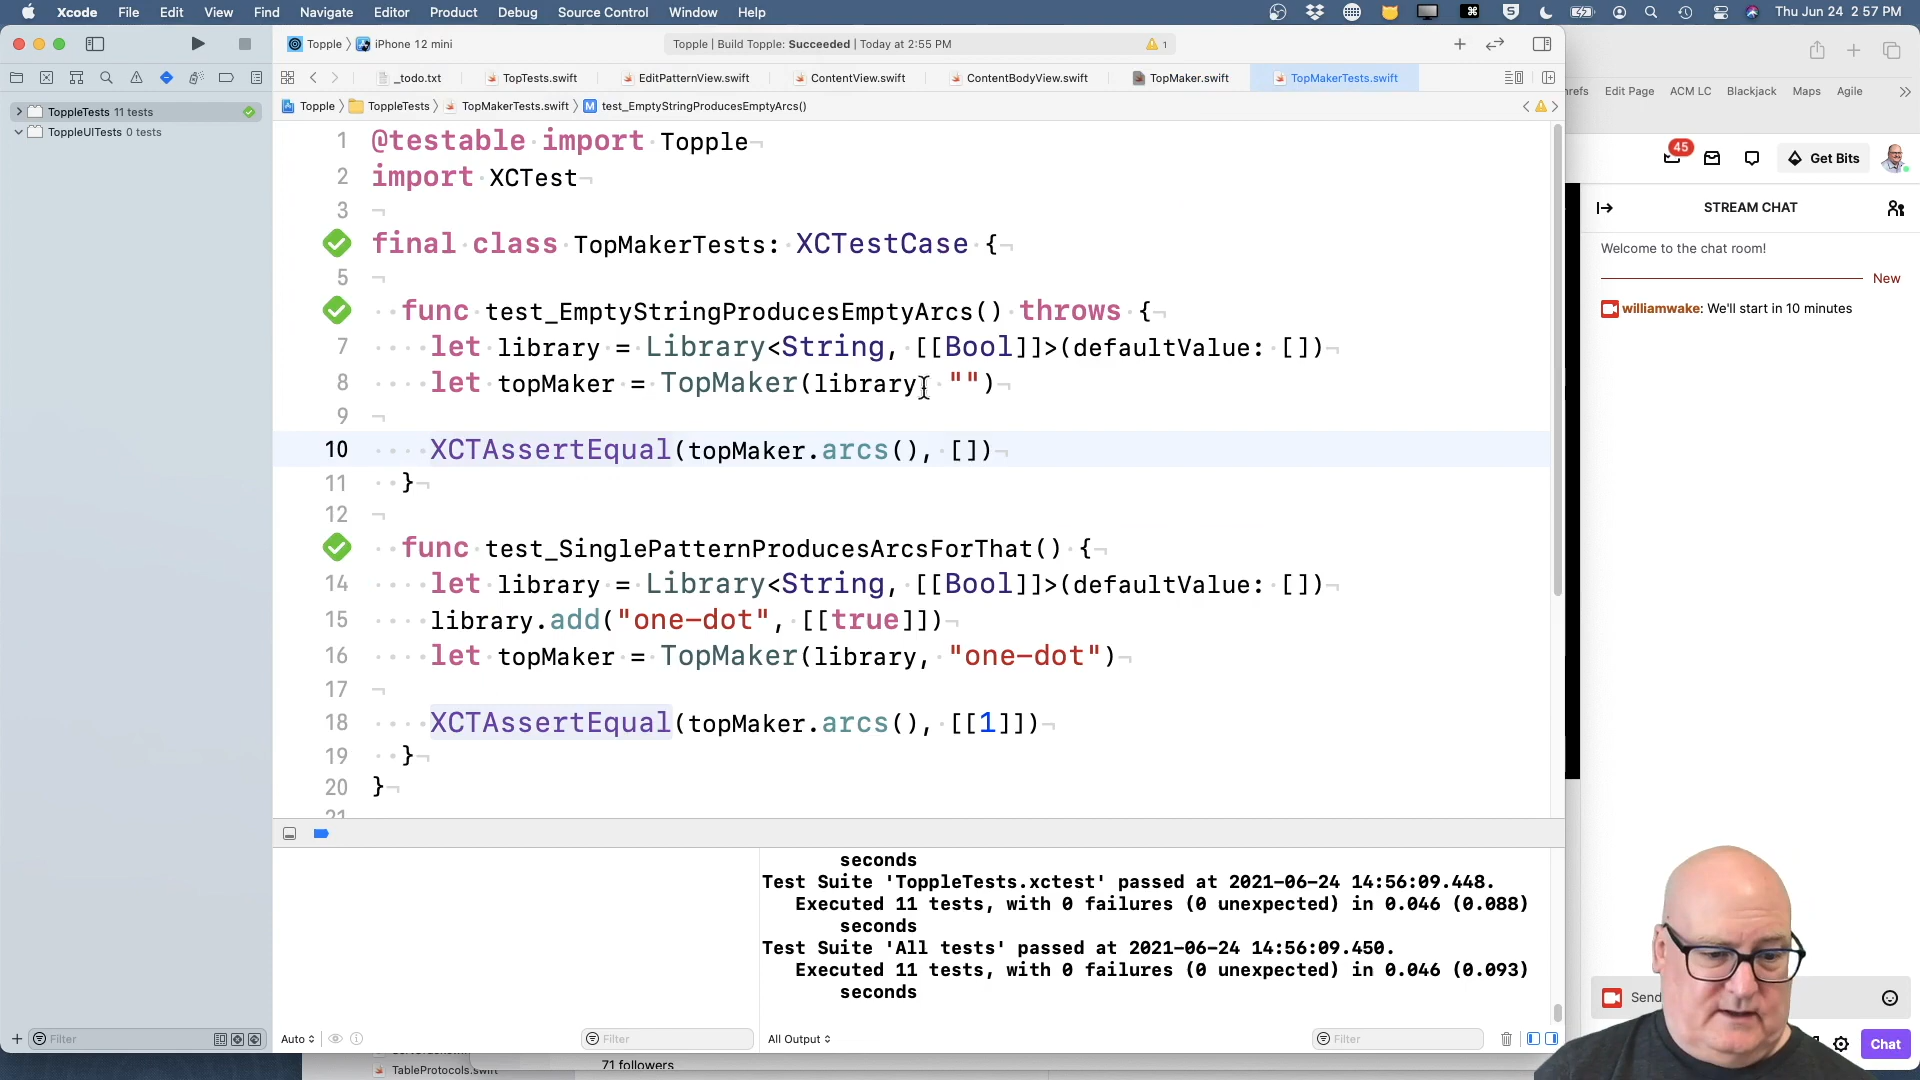 Xcode File Edit View Find Navigate Editor Product Debug Source Control Window Help Thu Jun 24 2:57 PM
Topple iPhone 12 mini
Topple | Build Topple: Succeeded | Today at 2:55 PM 1
_todo.txt TopTests.swift EditPatternView.swift ContentView.swift ContentBodyView.swift TopMaker.swift TopMakerTests.swift
Topple ToppleTests TopMakerTests.swift M test_EmptyStringProducesEmptyArcs()
ToppleTests 11 tests
ToppleUITests 0 tests
1 @testable import Topple
2 import XCTest
3
final class TopMakerTests: XCTestCase {
5
func test_EmptyStringProducesEmptyArcs() throws {
7 let library = Library<String, [[Bool]]>(defaultValue: [])
8 let topMaker = TopMaker(library, "")
9
10 XCTAssertEqual(topMaker.arcs(), [])
11 }
12
func test_SinglePatternProducesArcsForThat() {
14 let library = Library<String, [[Bool]]>(defaultValue: [])
15 library.add("one-dot", [[true]])
16 let topMaker = TopMaker(library, "one-dot")
17
18 XCTAssertEqual(topMaker.arcs(), [[1]])
19 }
20 }
21
seconds
Test Suite 'ToppleTests.xctest' passed at 2021-06-24 14:56:09.448.
Executed 11 tests, with 0 failures (0 unexpected) in 0.046 (0.088)
seconds
Test Suite 'All tests' passed at 2021-06-24 14:56:09.450.
Executed 11 tests, with 0 failures (0 unexpected) in 0.046 (0.093)
seconds
Filter
Auto
Filter
All Output
Filter
TableProtocols.swift
71 followers
Edit Page ACM LC Blackjack Maps Agile
45
Get Bits
STREAM CHAT
Welcome to the chat room!
New
williamwake: We'll start in 10 minutes
Send
Chat